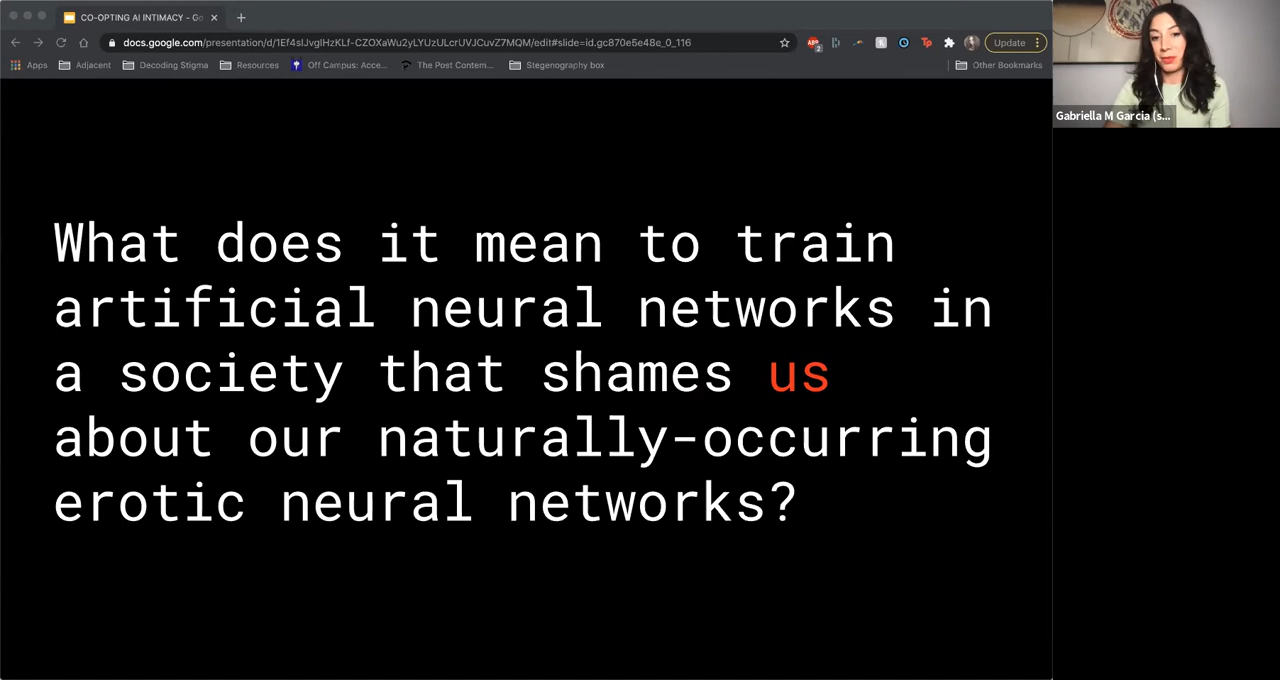 CO-OPTING AI INTIMACY - Go
docs.google.com/presentation/d/1Ef4sIJvgIHzKLf-CZOXaWu2yLYUzULcrUVJCuvZ7MQM/edit#slide=id.gc870e5e48e_0_116
Update
Apps
Adjacent
Decoding Stigma
Resources
Off Campus: Acce...
The Post Contem...
Stegenography box
Other Bookmarks
Gabriella M Garcia (s...
What does it mean to train
artificial neural networks in
a society that shames us
about our naturally-occurring
erotic neural networks?